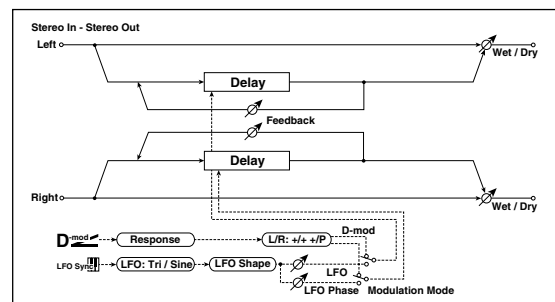 Stereo In - Stereo Out
Left
Wet / Dry
Delay
Feedback
Delay
Right
Wet / Dry
D-mod
Response
L/R: +/+ +/P
D-mod
LFO Sync
LFO: Tri / Sine
LFO Shape
LFO
LFO Phase
Modulation Mode